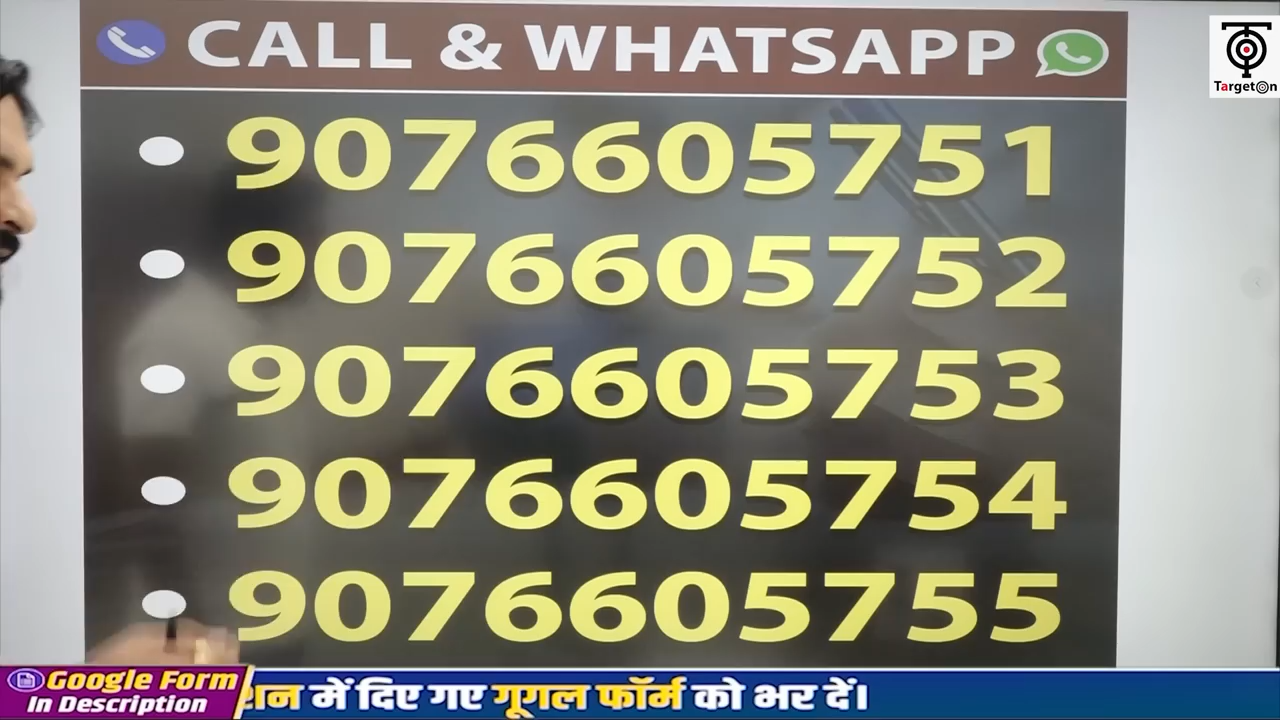 CALL & WHATSAPP
TargetOn
9076605751
9076605752
9076605753
9076605754
9076605755
Google Form
In Description
में दिए गए गूगल फॉर्म को भर दें।